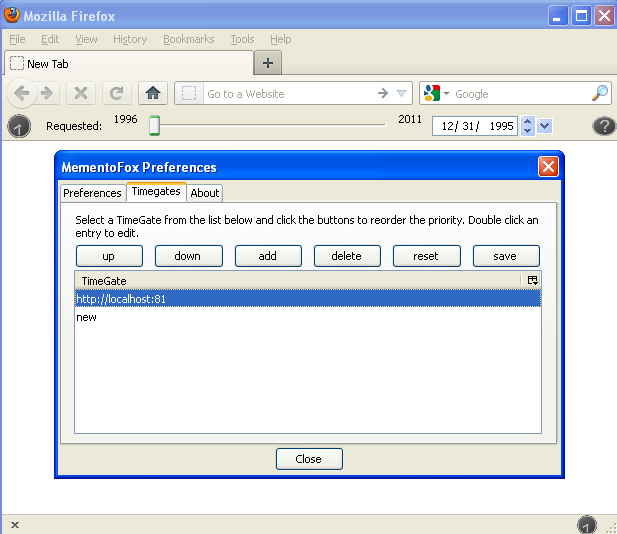 Mozilla Firefox
File Edit View History Bookmarks Tools Help
New Tab
Go to a Website
Google
Requested: 1996 2011 12/ 31/ 1995
MementoFox Preferences
Preferences Timegates About
Select a TimeGate from the list below and click the buttons to reorder the priority. Double click an
entry to edit.
up down add delete reset save
TimeGate
http://localhost:81
new
Close